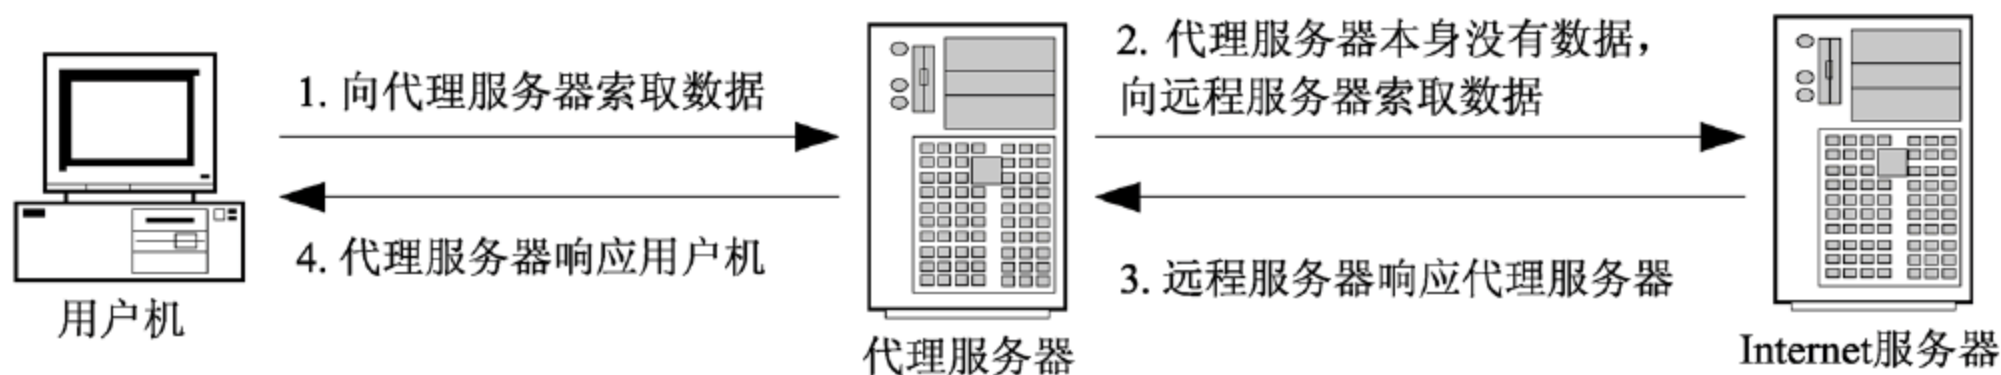 1. 向代理服务器索取数据
2. 代理服务器本身没有数据，
向远程服务器索取数据
4. 代理服务器响应用户机
3. 远程服务器响应代理服务器
用户机
代理服务器
Internet服务器